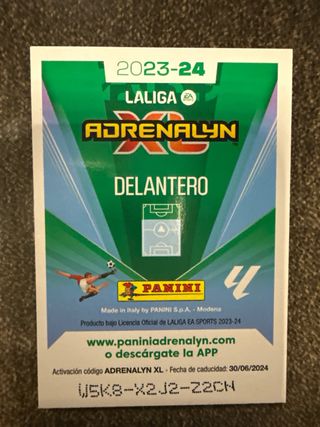 2023-24
LALIGA EA
ADRENALYN
XL
DELANTERO
PANINI
Made in Italy by PANINI S.p.A. - Modena
Producto bajo Licencia Oficial de LALIGA EA SPORTS 2023-24
www.paniniadrenalyn.com
o descárgate la APP
Activación código ADRENALYN XL - Fecha de caducidad: 30/06/2024
W5K8-X2J2-Z2CN